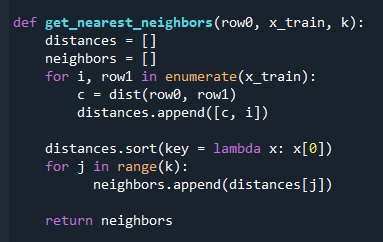 def get_nearest_neighbors(row0, x_train, k):
    distances = []
    neighbors = []
    for i, row1 in enumerate(x_train):
        c = dist(row0, row1)
        distances.append([c, i])

    distances.sort(key = lambda x: x[0])
    for j in range(k):
            neighbors.append(distances[j])

    return neighbors